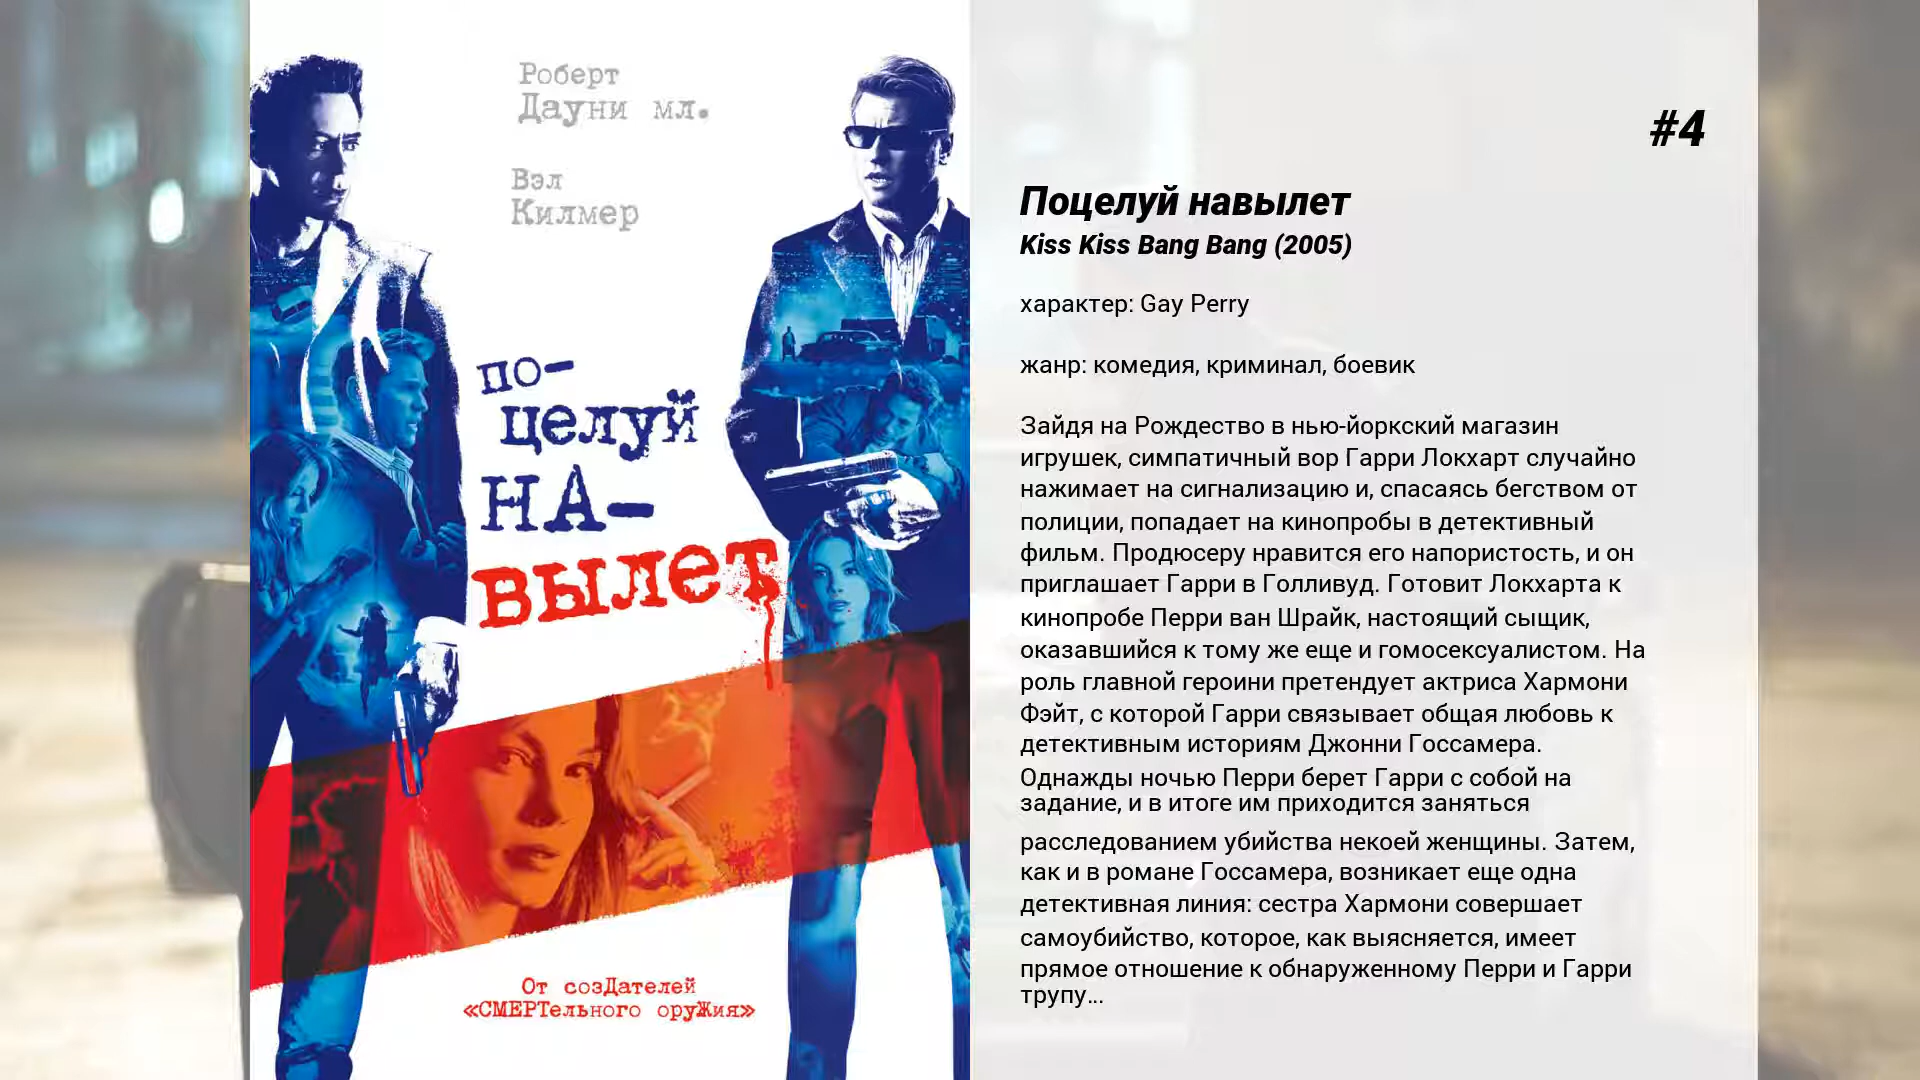 Роберт
Дауни мл.
Вэл
Килмер
по-
целуй
НА-
вылет
От созДателей
«СМЕРТельного оруЖия»
#4
Поцелуй навылет
Kiss Kiss Bang Bang (2005)
характер: Gay Perry
жанр: комедия, криминал, боевик
Зайдя на Рождество в нью-йоркский магазин
игрушек, симпатичный вор Гарри Локхарт случайно
нажимает на сигнализацию и, спасаясь бегством от
полиции, попадает на кинопробы в детективный
фильм. Продюсеру нравится его напористость, и он
приглашает Гарри в Голливуд. Готовит Локхарта к
кинопробе Перри ван Шрайк, настоящий сыщик,
оказавшийся к тому же еще и гомосексуалистом. На
роль главной героини претендует актриса Хармони
Фэйт, с которой Гарри связывает общая любовь к
детективным историям Джонни Госсамера.
Однажды ночью Перри берет Гарри с собой на
задание, и в итоге им приходится заняться
расследованием убийства некоей женщины. Затем,
как и в романе Госсамера, возникает еще одна
детективная линия: сестра Хармони совершает
самоубийство, которое, как выясняется, имеет
прямое отношение к обнаруженному Перри и Гарри
трупу...